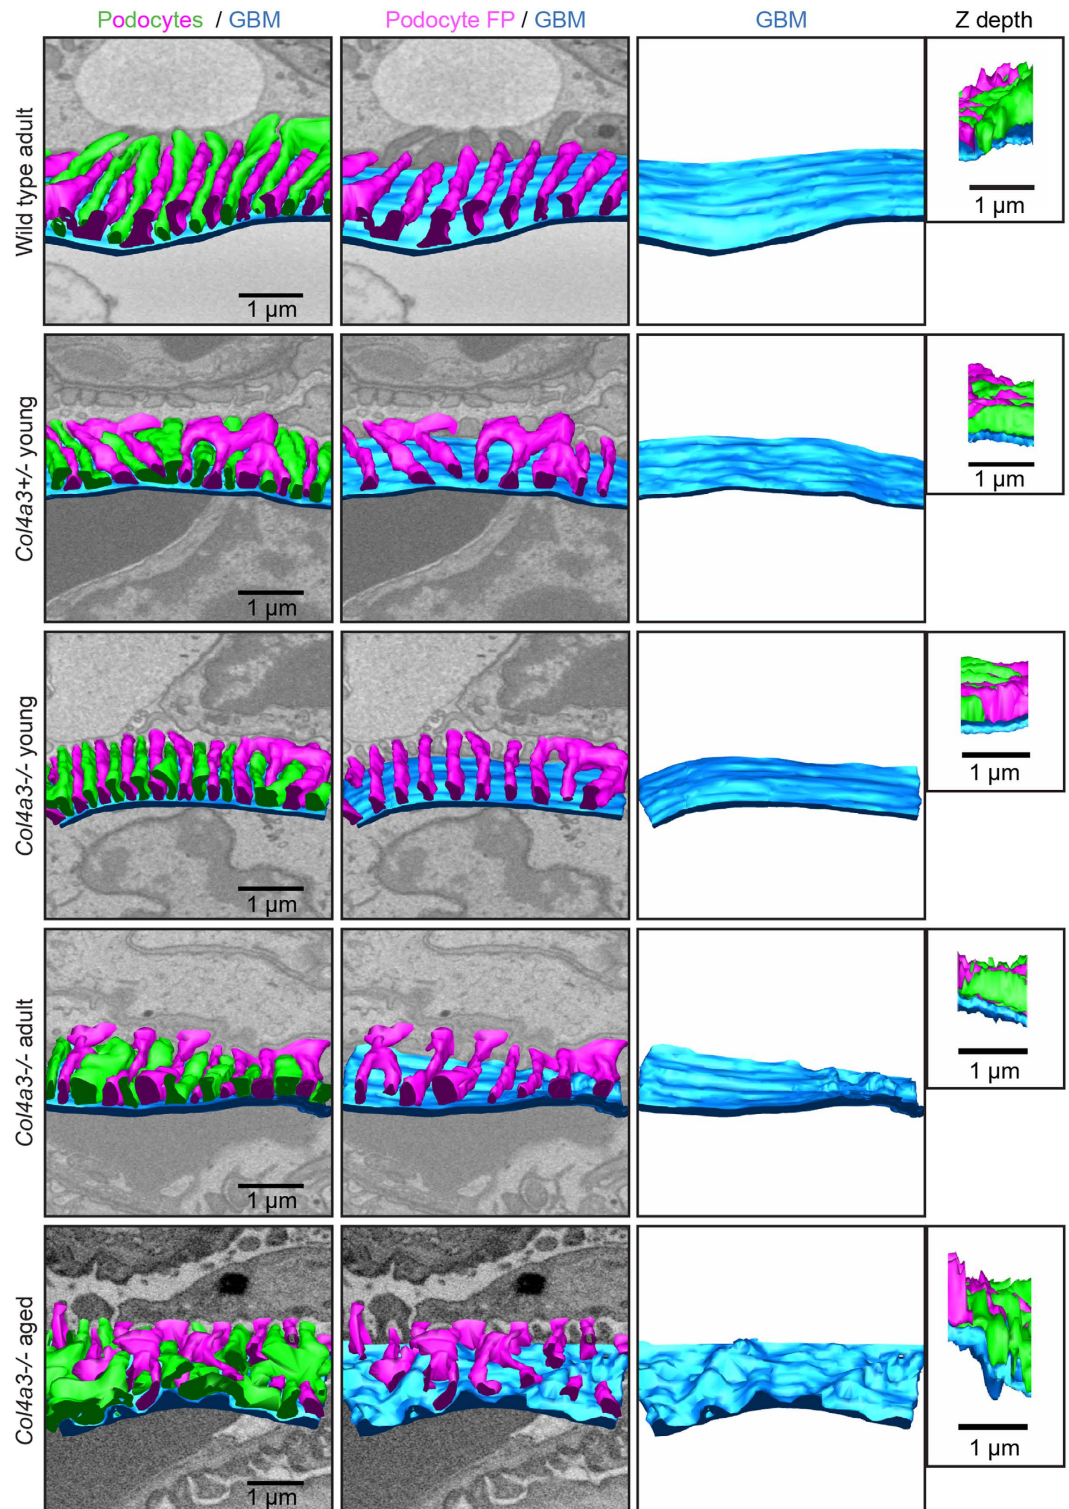 Podocytes / GBM
Podocyte FP / GBM
GBM
Z depth
Wild type adult
1 µm
1 µm
Col4a3+/- young
1 µm
1 µm
Col4a3-/- young
1 µm
1 µm
Col4a3-/- adult
1 µm
1 µm
Col4a3-/- aged
1 µm
1 µm